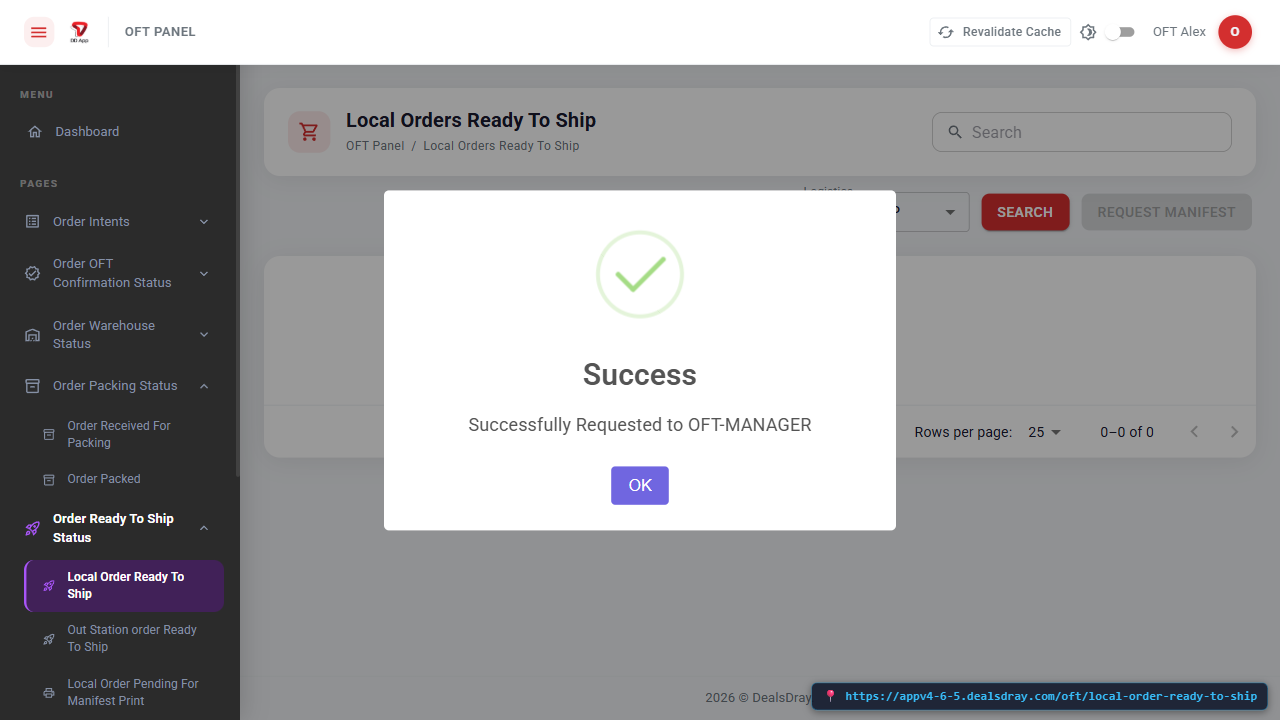 DD-App
OFT PANEL
Revalidate Cache
OFT Alex
O
MENU
Dashboard
PAGES
Order Intents
Order OFT
Confirmation Status
Order Warehouse
Status
Order Packing Status
Order Received For
Packing
Order Packed
Order Ready To Ship
Status
Local Order Ready To
Ship
Out Station order Ready
To Ship
Local Order Pending For
Manifest Print
Local Orders Ready To Ship
OFT Panel / Local Orders Ready To Ship
Search
SEARCH
REQUEST MANIFEST
Success
Successfully Requested to OFT-MANAGER
OK
Rows per page: 25
0–0 of 0
2026 © DealsDray
https://appv4-6-5.dealsdray.com/oft/local-order-ready-to-ship